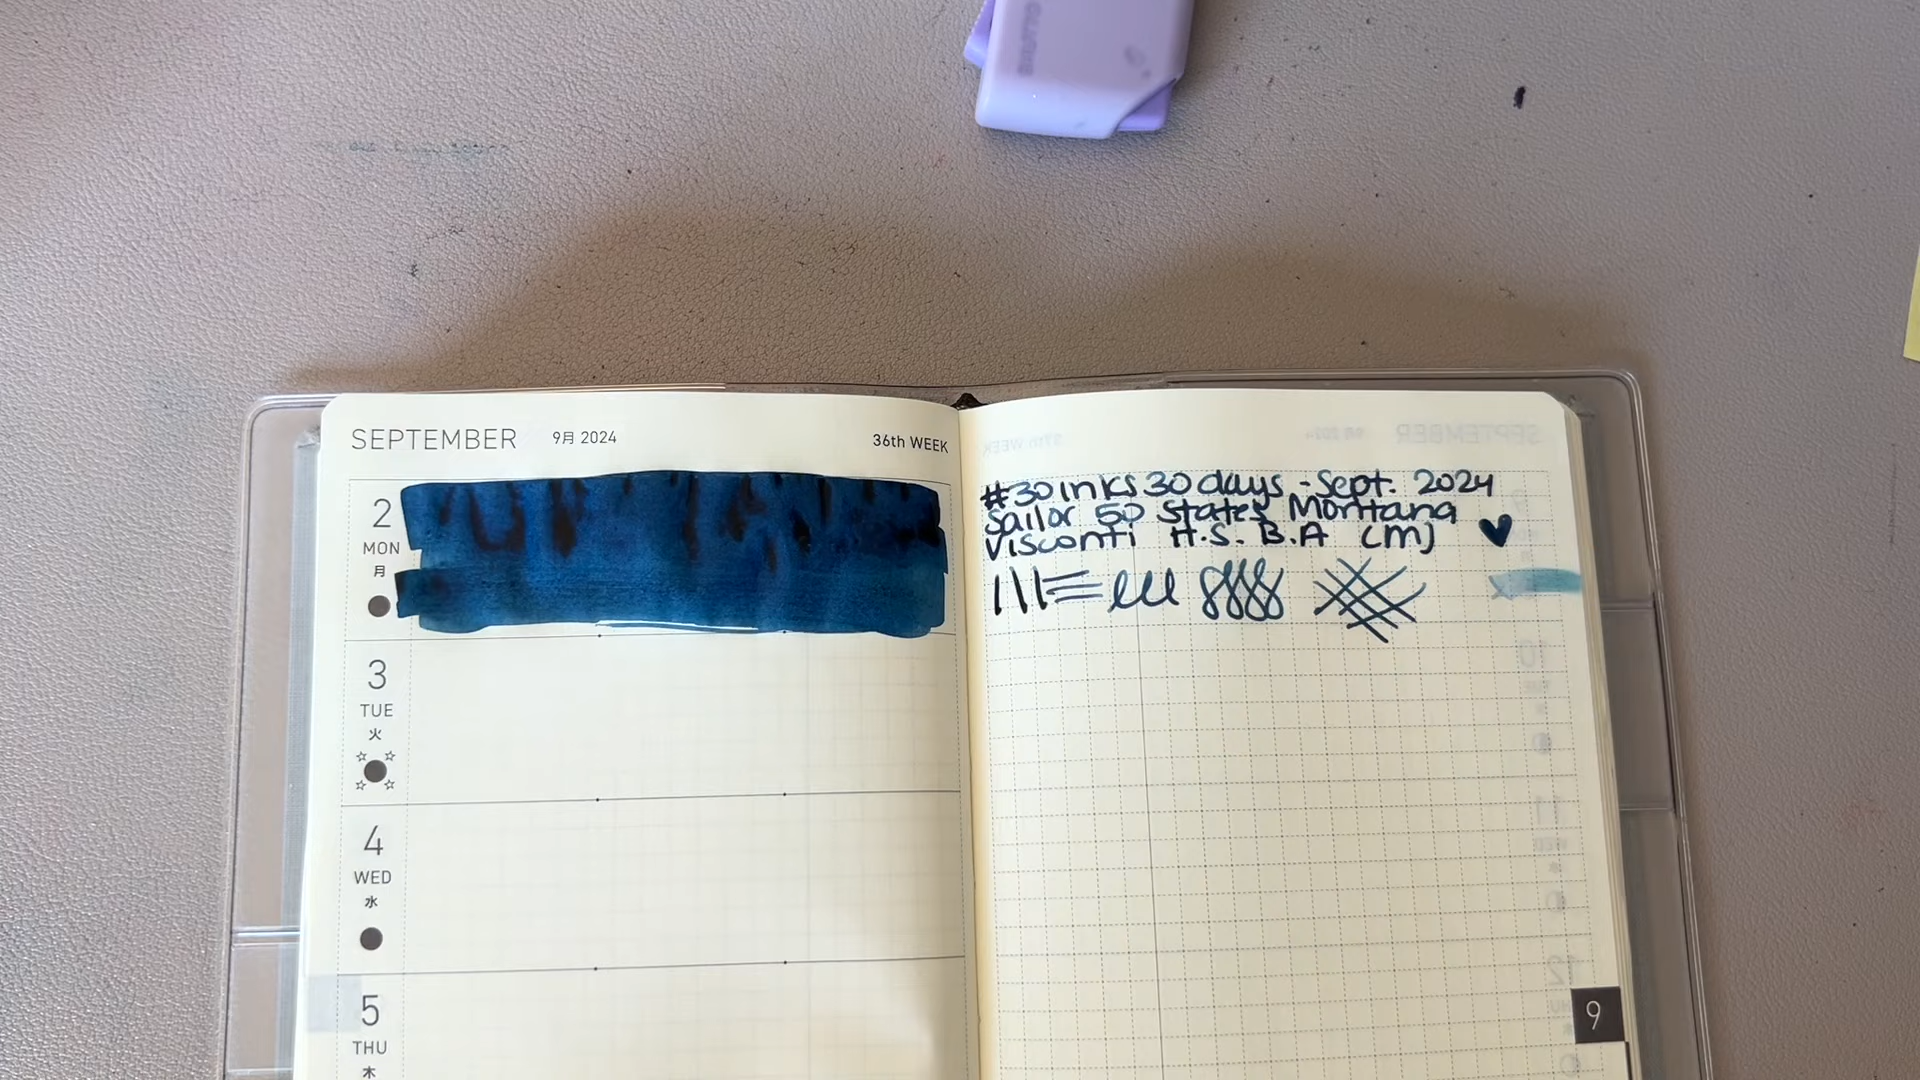 SEPTEMBER 9月 2024 36th WEEK
2
MON
月
3
TUE
火
4
WED
水
5
THU
木
#30inks30days - Sept. 2024
Sailor 50 States Montana
Visconti H.S. B.A (M)
9